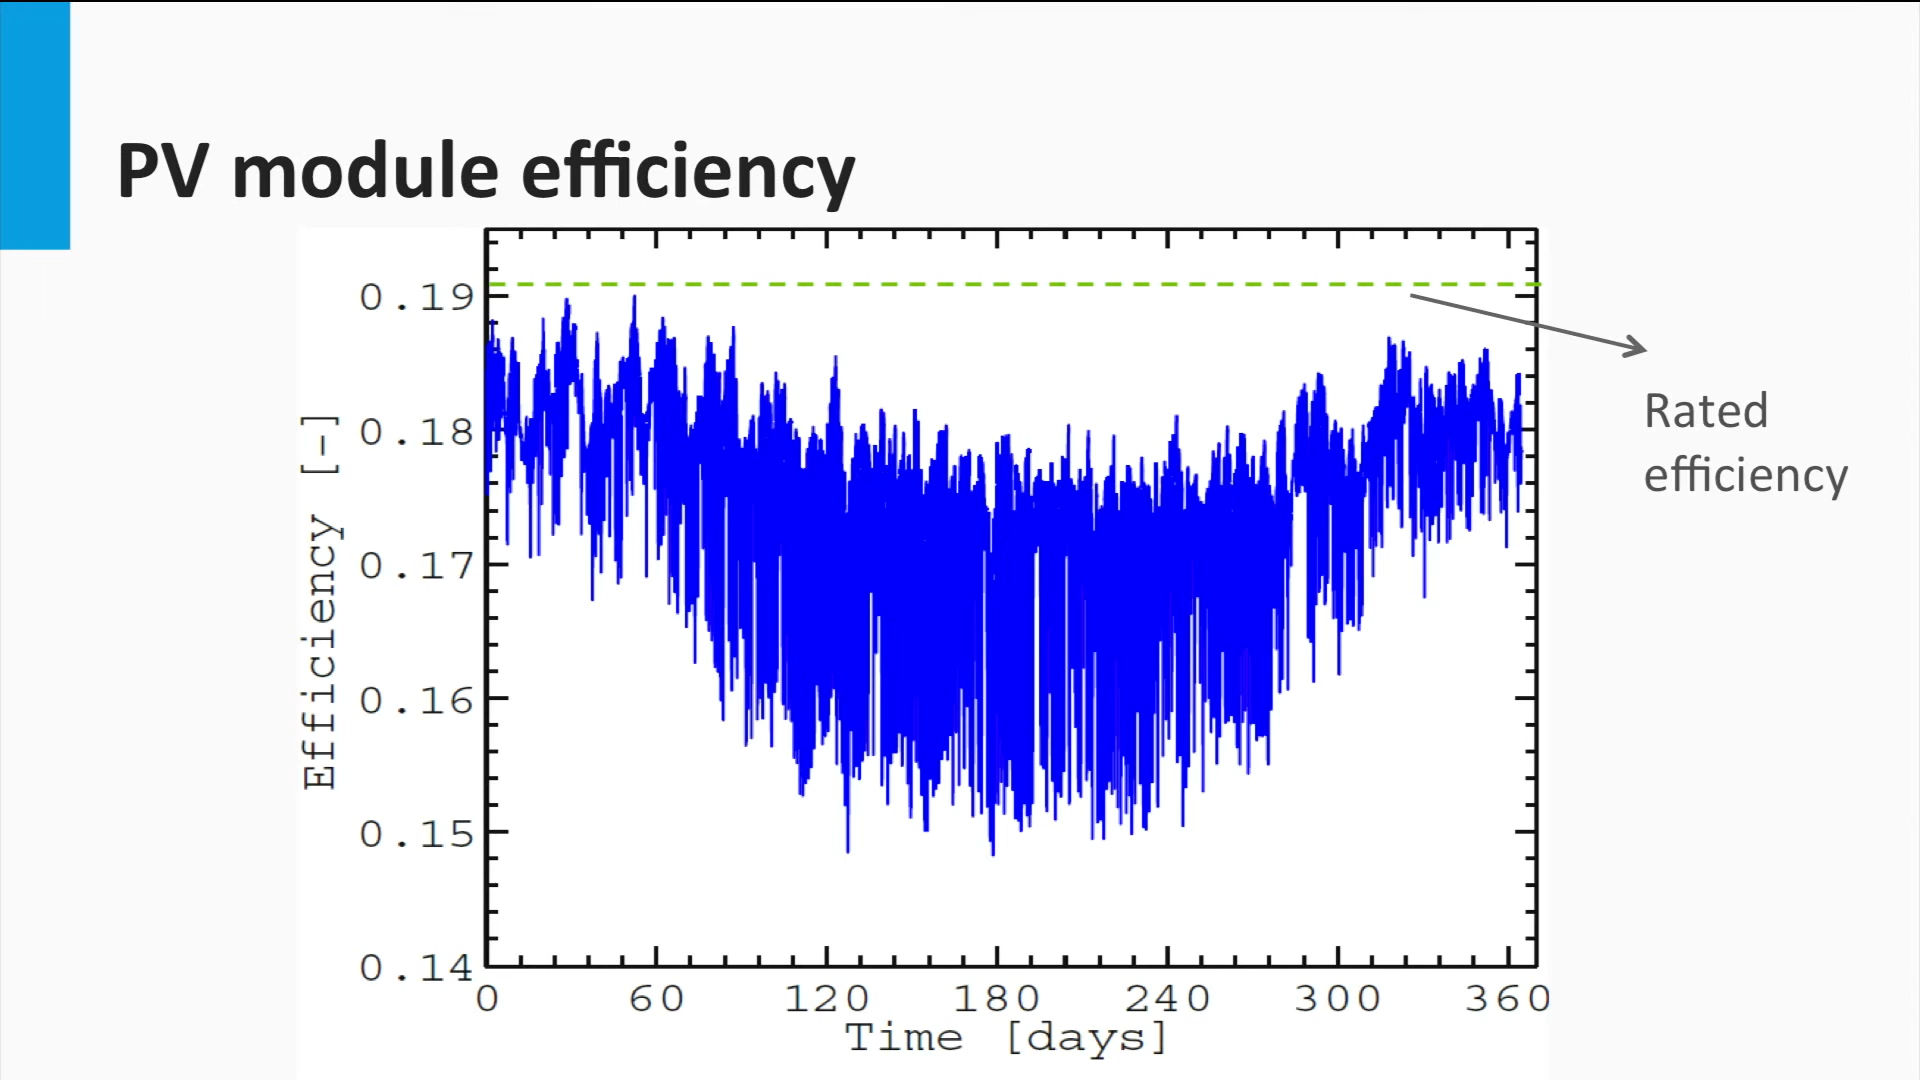 PV module efficiency
0.19
0.18
0.17
0.16
0.15
0.14
Efficiency [-]
0 60 120 180 240 300 360
Time [days]
Rated
efficiency